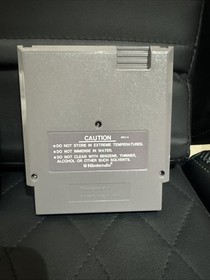 CAUTION
●DO NOT STORE IN EXTREME TEMPERATURES.
●DO NOT IMMERSE IN WATER.
●DO NOT CLEAN WITH BENZENE, THINNER,
ALCOHOL OR OTHER SUCH SOLVENTS.
©Nintendo